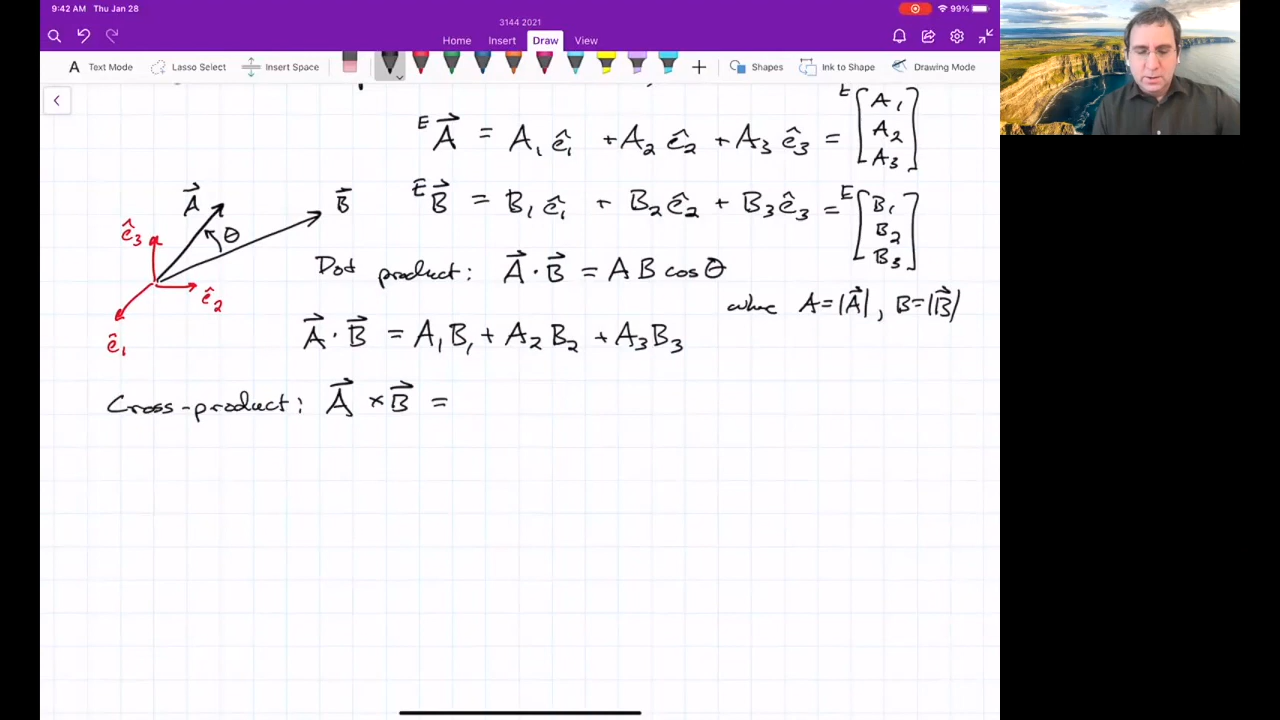 9:42 AM Thu Jan 28
99%
3144 2021
Home Insert Draw View
A Text Mode Lasso Select Insert Space Shapes Ink to Shape Drawing Mode
ᴱA⃗ = A₁ ê₁ + A₂ ê₂ + A₃ ê₃ = ᴱ[A₁ A₂ A₃]
ᴱB⃗ = B₁ ê₁ + B₂ ê₂ + B₃ ê₃ = ᴱ[B₁ B₂ B₃]
A⃗ B⃗ θ ê₃ ê₂ ê₁
Dot product: A⃗ · B⃗ = A B cos θ
where A = |A⃗|, B = |B⃗|
A⃗ · B⃗ = A₁B₁ + A₂B₂ + A₃B₃
Cross-product: A⃗ × B⃗ =